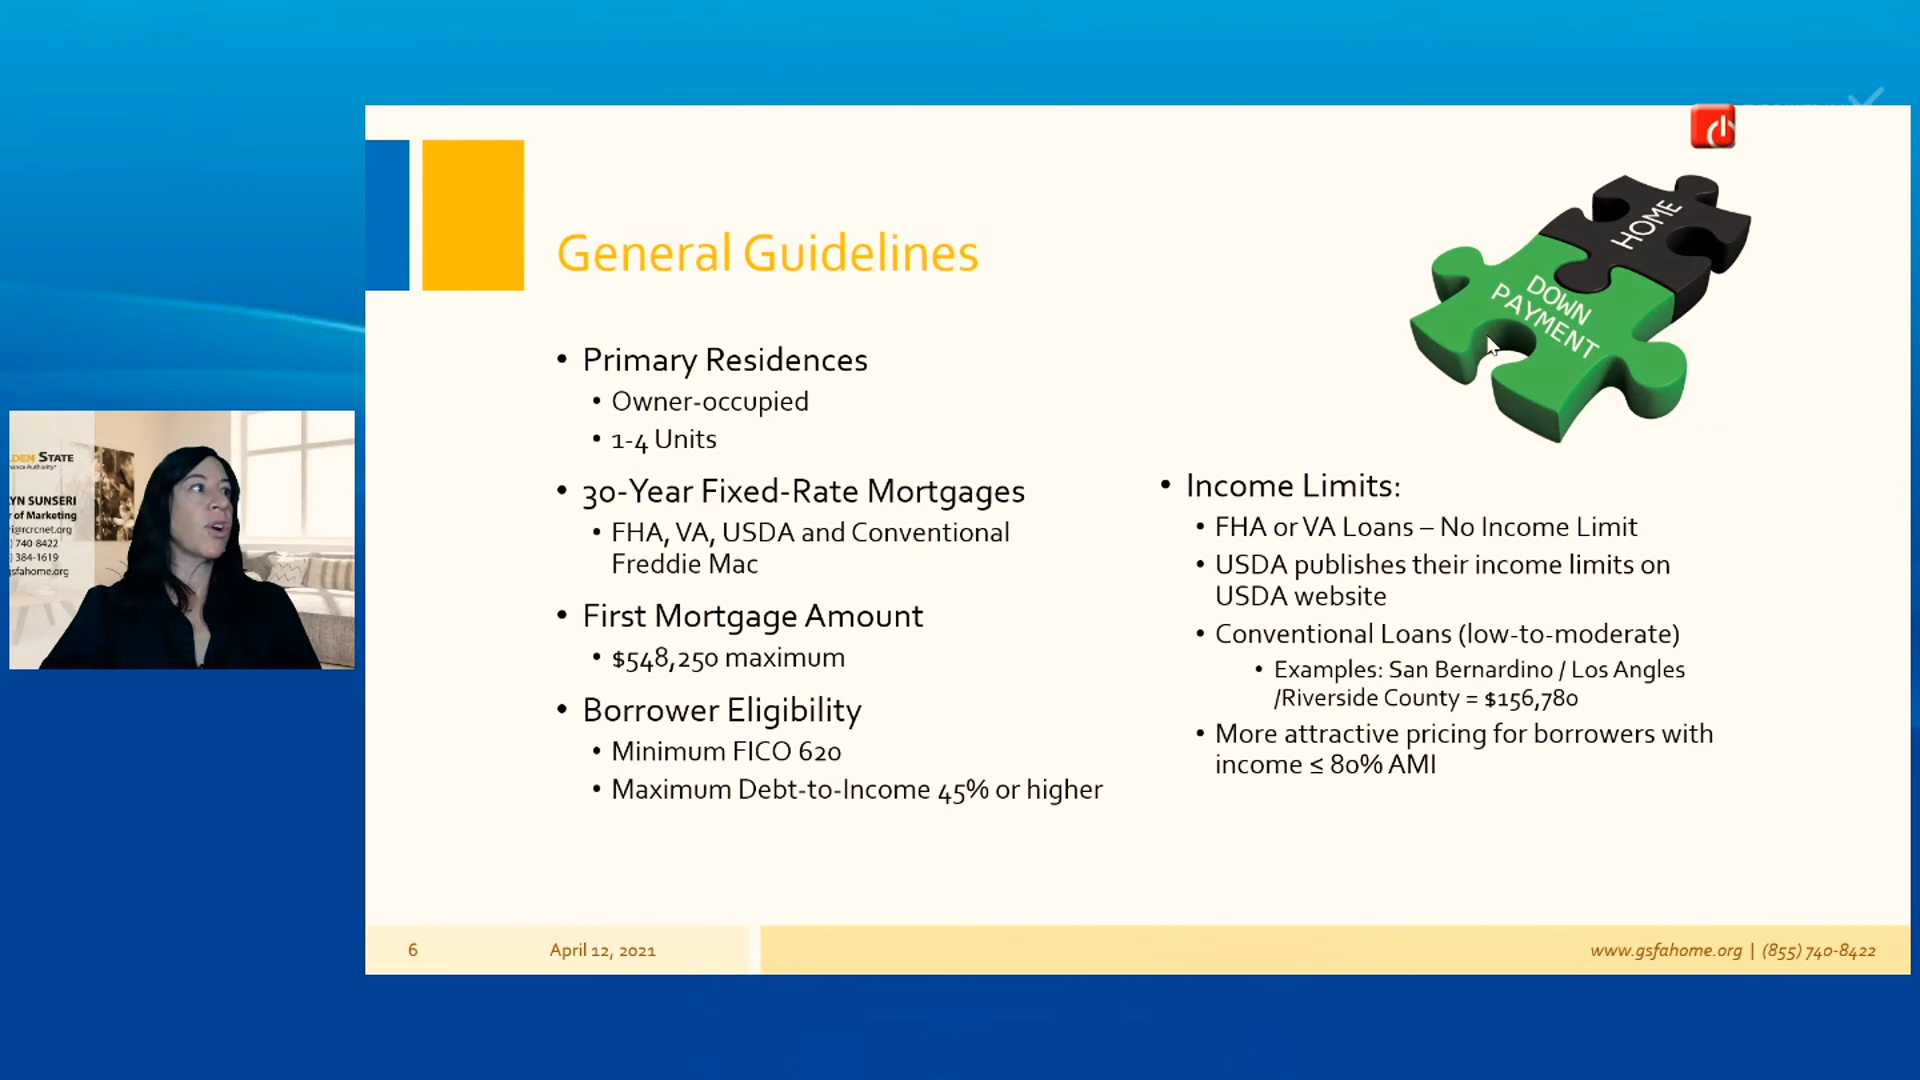 General Guidelines
HOME
DOWN
PAYMENT
• Primary Residences
• Owner-occupied
• 1-4 Units
• 30-Year Fixed-Rate Mortgages
• FHA, VA, USDA and Conventional
Freddie Mac
• First Mortgage Amount
• $548,250 maximum
• Borrower Eligibility
• Minimum FICO 620
• Maximum Debt-to-Income 45% or higher
• Income Limits:
• FHA or VA Loans – No Income Limit
• USDA publishes their income limits on
USDA website
• Conventional Loans (low-to-moderate)
• Examples: San Bernardino / Los Angles
/Riverside County = $156,780
• More attractive pricing for borrowers with
income ≤ 80% AMI
DEN STATE
YN SUNSERI
r of Marketing
i@rcrcnet.org
) 740 8422
) 384-1619
gsfahome.org
6
April 12, 2021
www.gsfahome.org | (855) 740-8422